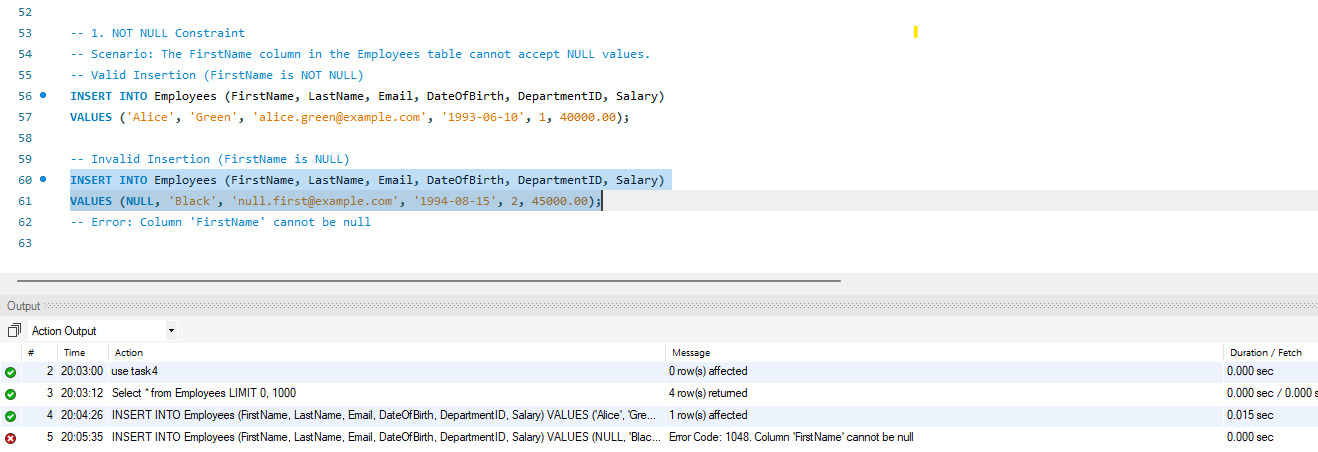 52
53 -- 1. NOT NULL Constraint
54 -- Scenario: The FirstName column in the Employees table cannot accept NULL values.
55 -- Valid Insertion (FirstName is NOT NULL)
56 INSERT INTO Employees (FirstName, LastName, Email, DateOfBirth, DepartmentID, Salary)
57 VALUES ('Alice', 'Green', 'alice.green@example.com', '1993-06-10', 1, 40000.00);
58
59 -- Invalid Insertion (FirstName is NULL)
60 INSERT INTO Employees (FirstName, LastName, Email, DateOfBirth, DepartmentID, Salary)
61 VALUES (NULL, 'Black', 'null.first@example.com', '1994-08-15', 2, 45000.00);
62 -- Error: Column 'FirstName' cannot be null
63
Output
Action Output
# Time Action Message Duration / Fetch
2 20:03:00 use task4 0 row(s) affected 0.000 sec
3 20:03:12 Select * from Employees LIMIT 0, 1000 4 row(s) returned 0.000 sec / 0.000 s
4 20:04:26 INSERT INTO Employees (FirstName, LastName, Email, DateOfBirth, DepartmentID, Salary) VALUES ('Alice', 'Gre... 1 row(s) affected 0.015 sec
5 20:05:35 INSERT INTO Employees (FirstName, LastName, Email, DateOfBirth, DepartmentID, Salary) VALUES (NULL, 'Blac... Error Code: 1048. Column 'FirstName' cannot be null 0.000 sec